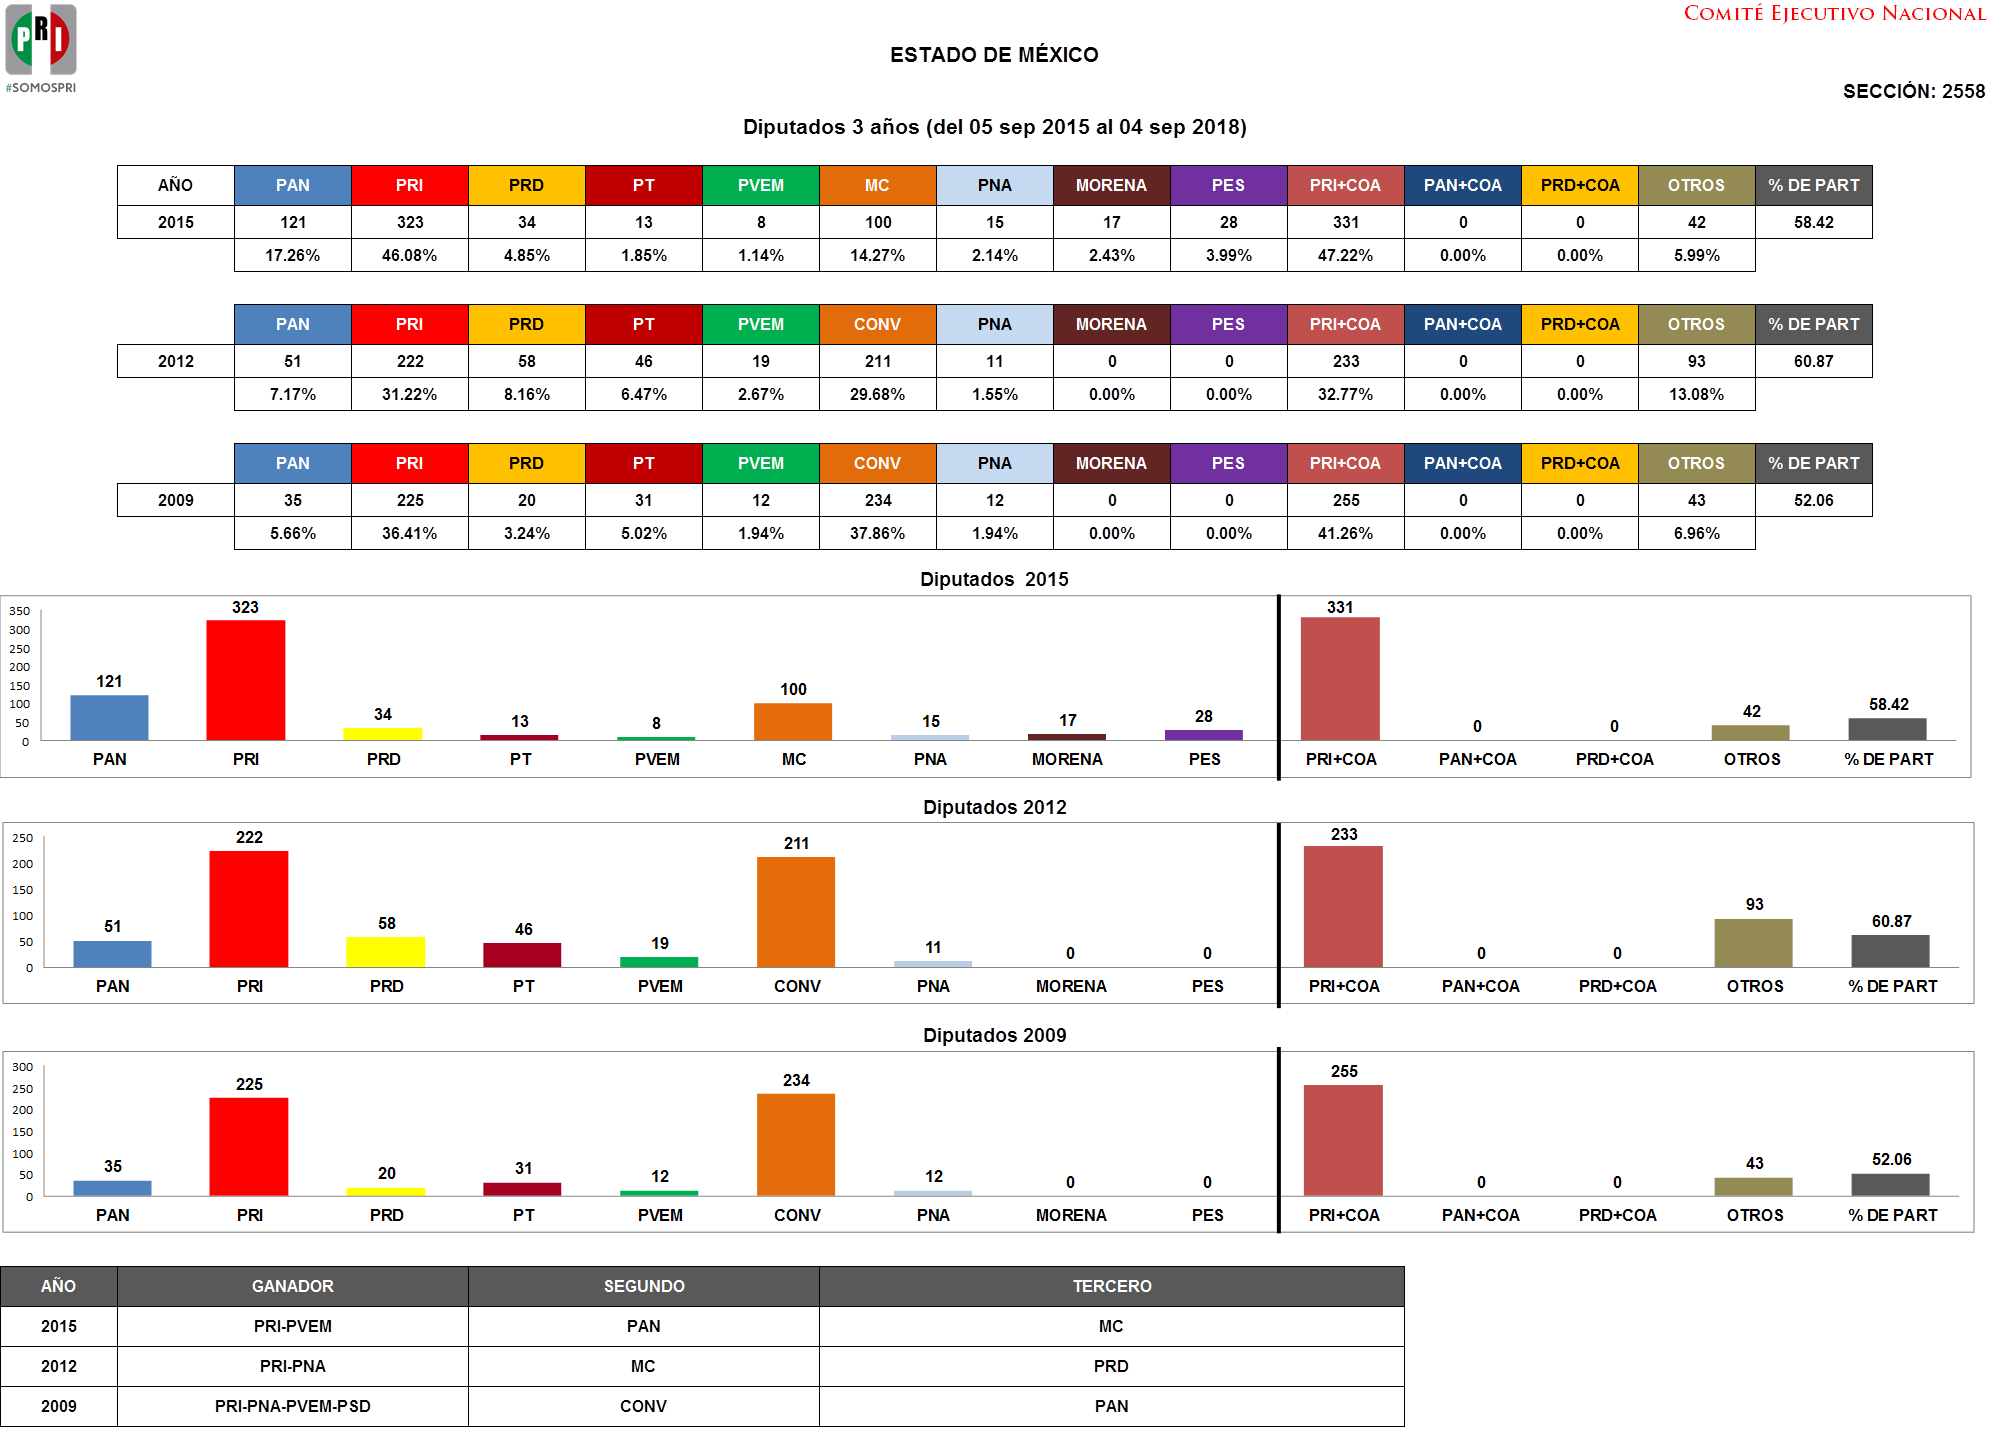 PRI
#SOMOSPRI
COMITÉ EJECUTIVO NACIONAL
ESTADO DE MÉXICO
SECCIÓN: 2558
Diputados 3 años (del 05 sep 2015 al 04 sep 2018)
AÑO PAN PRI PRD PT PVEM MC PNA MORENA PES PRI+COA PAN+COA PRD+COA OTROS % DE PART
2015 121 323 34 13 8 100 15 17 28 331 0 0 42 58.42
17.26% 46.08% 4.85% 1.85% 1.14% 14.27% 2.14% 2.43% 3.99% 47.22% 0.00% 0.00% 5.99%
PAN PRI PRD PT PVEM CONV PNA MORENA PES PRI+COA PAN+COA PRD+COA OTROS % DE PART
2012 51 222 58 46 19 211 11 0 0 233 0 0 93 60.87
7.17% 31.22% 8.16% 6.47% 2.67% 29.68% 1.55% 0.00% 0.00% 32.77% 0.00% 0.00% 13.08%
PAN PRI PRD PT PVEM CONV PNA MORENA PES PRI+COA PAN+COA PRD+COA OTROS % DE PART
2009 35 225 20 31 12 234 12 0 0 255 0 0 43 52.06
5.66% 36.41% 3.24% 5.02% 1.94% 37.86% 1.94% 0.00% 0.00% 41.26% 0.00% 0.00% 6.96%
Diputados 2015
350
300
250
200
150
100
50
0
121 323 34 13 8 100 15 17 28 331 0 0 42 58.42
PAN PRI PRD PT PVEM MC PNA MORENA PES PRI+COA PAN+COA PRD+COA OTROS % DE PART
Diputados 2012
250
200
150
100
50
0
51 222 58 46 19 211 11 0 0 233 0 0 93 60.87
PAN PRI PRD PT PVEM CONV PNA MORENA PES PRI+COA PAN+COA PRD+COA OTROS % DE PART
Diputados 2009
300
250
200
150
100
50
0
35 225 20 31 12 234 12 0 0 255 0 0 43 52.06
PAN PRI PRD PT PVEM CONV PNA MORENA PES PRI+COA PAN+COA PRD+COA OTROS % DE PART
AÑO GANADOR SEGUNDO TERCERO
2015 PRI-PVEM PAN MC
2012 PRI-PNA MC PRD
2009 PRI-PNA-PVEM-PSD CONV PAN